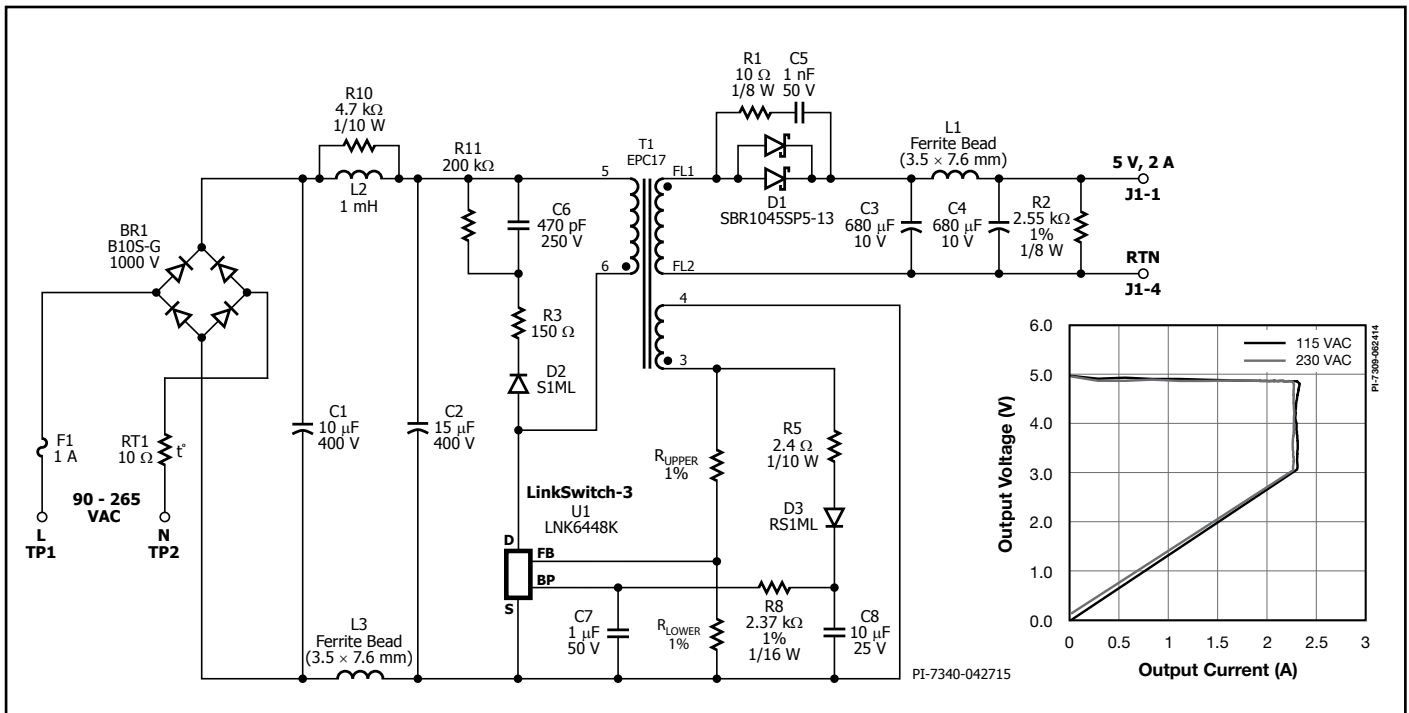 R10
4.7 kΩ
1/10 W
L2
1 mH
R11
200 kΩ
C6
470 pF
250 V
R3
150 Ω
D2
S1ML
BR1
B10S-G
1000 V
F1
1 A
RT1
10 Ω
t°
90 - 265
VAC
L
TP1
N
TP2
C1
10 µF
400 V
C2
15 µF
400 V
L3
Ferrite Bead
(3.5 × 7.6 mm)
T1
EPC17
5
6
FL1
FL2
4
3
R1
10 Ω
1/8 W
C5
1 nF
50 V
D1
SBR1045SP5-13
L1
Ferrite Bead
(3.5 × 7.6 mm)
C3
680 µF
10 V
C4
680 µF
10 V
R2
2.55 kΩ
1%
1/8 W
5 V, 2 A
J1-1
RTN
J1-4
LinkSwitch-3
U1
LNK6448K
D
S
FB
BP
RUPPER
1%
RLOWER
1%
R5
2.4 Ω
1/10 W
D3
RS1ML
C7
1 µF
50 V
R8
2.37 kΩ
1%
1/16 W
C8
10 µF
25 V
PI-7340-042715
Output Voltage (V)
6.0
5.0
4.0
3.0
2.0
1.0
0.0
115 VAC
230 VAC
0 0.5 1 1.5 2 2.5 3
Output Current (A)
PI-7309-062414